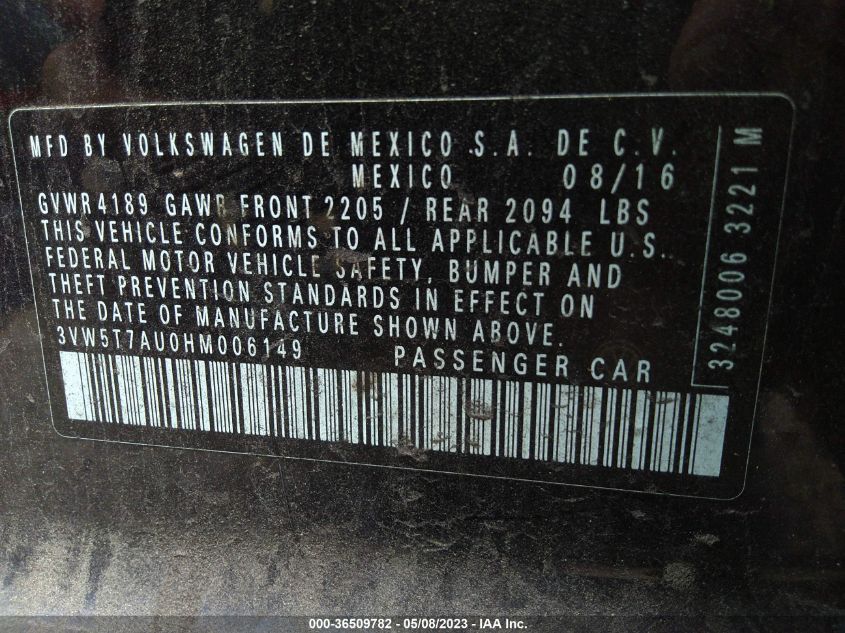 MFD BY VOLKSWAGEN DE MEXICO S.A. DE C.V.
MEXICO 08/16
GVWR 4189 GAWR FRONT 2205 / REAR 2094 LBS
THIS VEHICLE CONFORMS TO ALL APPLICABLE U.S.
FEDERAL MOTOR VEHICLE SAFETY, BUMPER AND
THEFT PREVENTION STANDARDS IN EFFECT ON
THE DATE OF MANUFACTURE SHOWN ABOVE.
3VW5T7AU0HM006149 PASSENGER CAR
3248006 3221 M
000-36509782 - 05/08/2023 - IAA Inc.